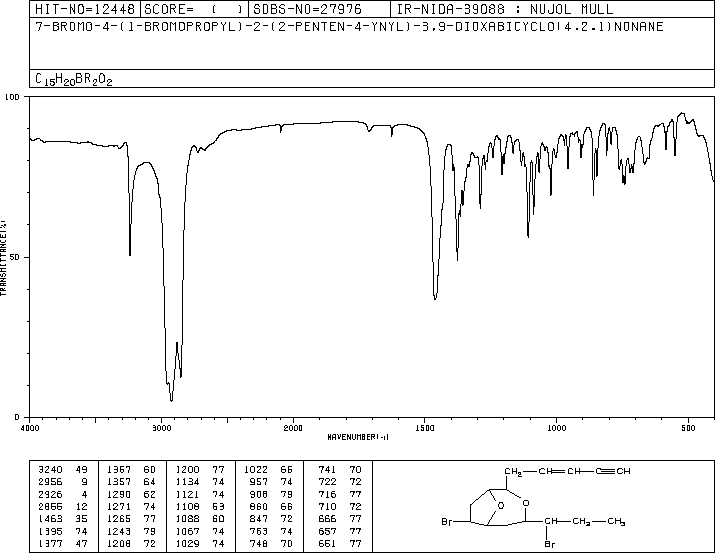 HIT-NO=12448 SCORE= ( ) SDBS-NO=27976 IR-NIDA-39088 : NUJOL MULL
7-BROMO-4-(1-BROMOPROPYL)-2-(2-PENTEN-4-YNYL)-3,9-DIOXABICYCLO(4.2.1)NONANE
C15H20BR2O2
100
50
0
TRANSMITTANCE(%)
4000 3000 2000 1500 1000 500
WAVENUMBER(-1)
3240 49 1367 60 1200 77 1022 66 741 70
2956 9 1357 64 1134 74 957 74 722 72
2926 4 1290 62 1121 74 908 79 716 77
2855 12 1271 74 1108 53 860 66 710 72
1463 35 1265 77 1088 60 847 72 666 77
1395 74 1243 79 1067 74 763 74 657 77
1377 47 1208 72 1029 74 748 70 651 77
CH2 CH CH C CH
O
O
Br CH CH2 CH3
Br